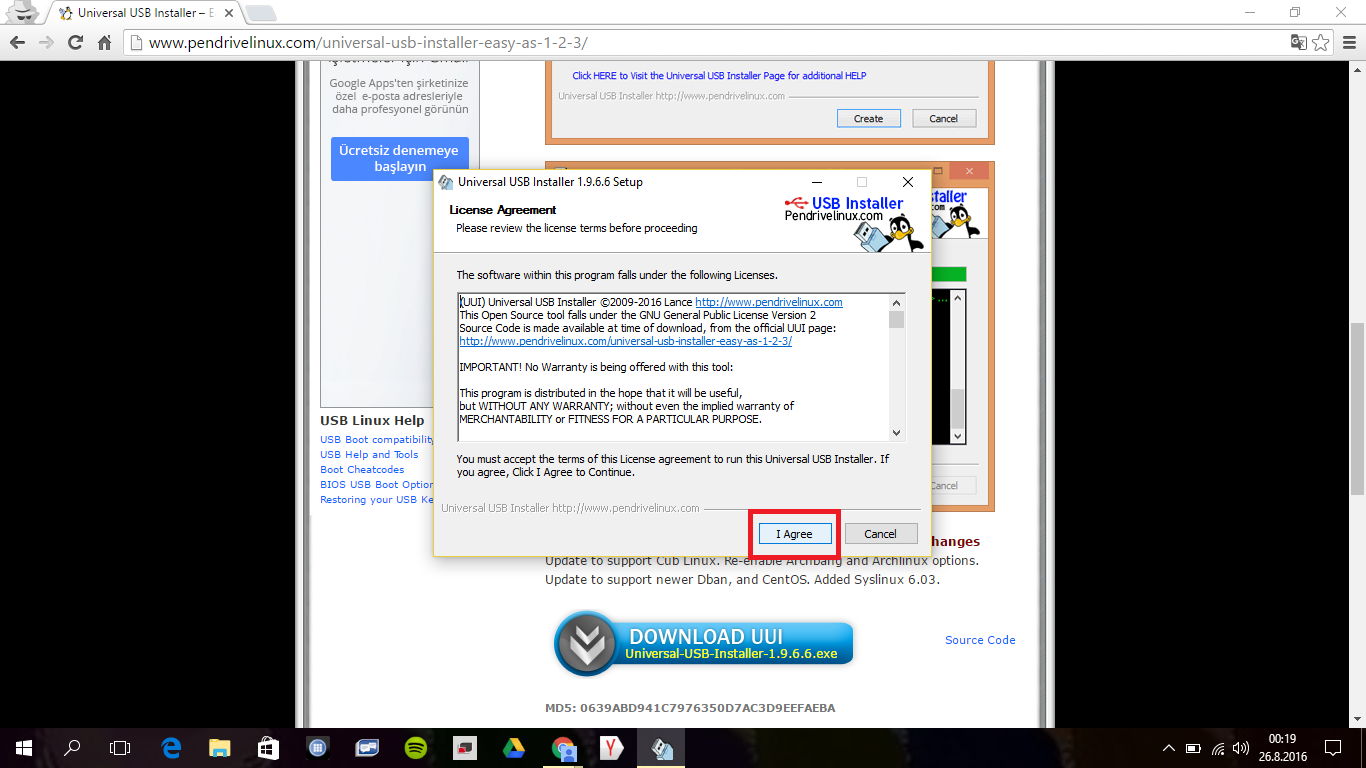 Universal USB Installer – E
www.pendrivelinux.com/universal-usb-installer-easy-as-1-2-3/
Google Apps'ten şirketinize
özel e-posta adresleriyle
daha profesyonel görünün
Ücretsiz denemeye
başlayın
USB Linux Help
USB Boot compatibility
USB Help and Tools
Boot Cheatcodes
BIOS USB Boot Option
Restoring your USB Ke
Click HERE to Visit the Universal USB Installer Page for additional HELP
Universal USB Installer http://www.pendrivelinux.com
Create
Cancel
Universal USB Installer 1.9.6.6 Setup
License Agreement
Please review the license terms before proceeding
USB Installer
Pendrivelinux.com
The software within this program falls under the following Licenses.
(UUI) Universal USB Installer ©2009-2016 Lance http://www.pendrivelinux.com
This Open Source tool falls under the GNU General Public License Version 2
Source Code is made available at time of download, from the official UUI page:
http://www.pendrivelinux.com/universal-usb-installer-easy-as-1-2-3/
IMPORTANT! No Warranty is being offered with this tool:
This program is distributed in the hope that it will be useful,
but WITHOUT ANY WARRANTY; without even the implied warranty of
MERCHANTABILITY or FITNESS FOR A PARTICULAR PURPOSE.
You must accept the terms of this License agreement to run this Universal USB Installer. If
you agree, Click I Agree to Continue.
Universal USB Installer http://www.pendrivelinux.com
I Agree
Cancel
staller
com
Cancel
hanges
Update to support Cub Linux. Re-enable Archbang and Archlinux options.
Update to support newer Dban, and CentOS. Added Syslinux 6.03.
DOWNLOAD UUI
Universal-USB-Installer-1.9.6.6.exe
Source Code
MD5: 0639ABD941C7976350D7AC3D9EEFAEBA
00:19
26.8.2016